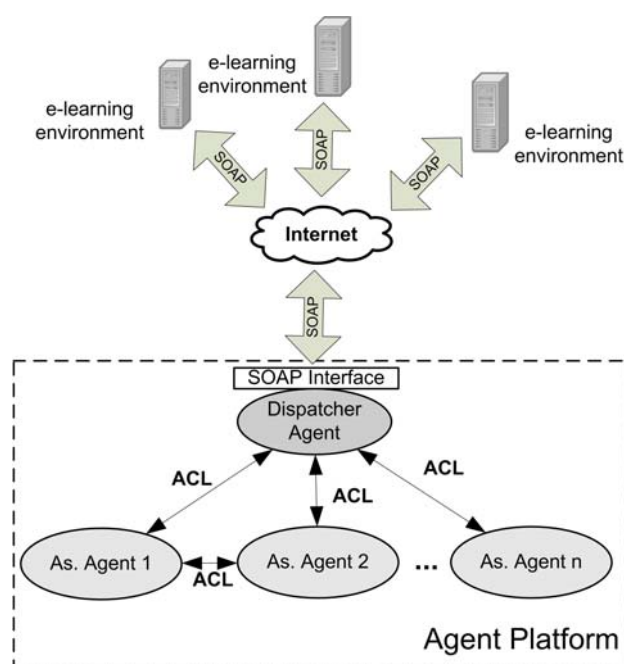 e-learning
environment
e-learning
environment
e-learning
environment
SOAP
SOAP
SOAP
Internet
SOAP
SOAP Interface
Dispatcher
Agent
ACL
ACL
ACL
As. Agent 1
ACL
As. Agent 2
...
As. Agent n
Agent Platform